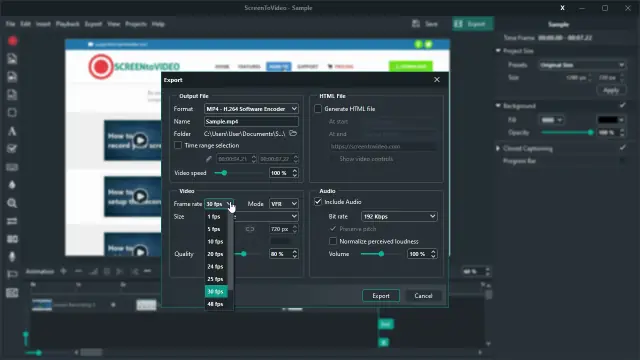 ScreenToVideo - Sample
File Edit Insert Playback Export View Projects Help
Save
Export
Sample
Time Frame 00:00.00 - 00:07.22
Project Size
Presets Original Size
Size 1280 px 720 px
Apply
Background
Fill
Opacity 100 %
Closed Captioning
Progress Bar
SCREENtoVIDEO
HOME FEATURES SUPPORT
How to
How to
How to
Export
Output File
Format MP4 - H.264 Software Encoder
Name Sample.mp4
Folder C:\Users\User\Documents\S...
Time range selection
00:00:04,21 00:00:07,22
Video speed 100 %
HTML File
Generate HTML file
At start
At end
https://screentovideo.com
Show video controls
Video
Frame rate 30 fps Mode VFR
Size
720 px
Quality 80 %
1 fps
5 fps
10 fps
20 fps
24 fps
25 fps
30 fps
48 fps
Audio
Include Audio
Bit rate 192 Kbps
Preserve pitch
Normalize perceived loudness
Volume 100 %
Export Cancel
Animation
60 %